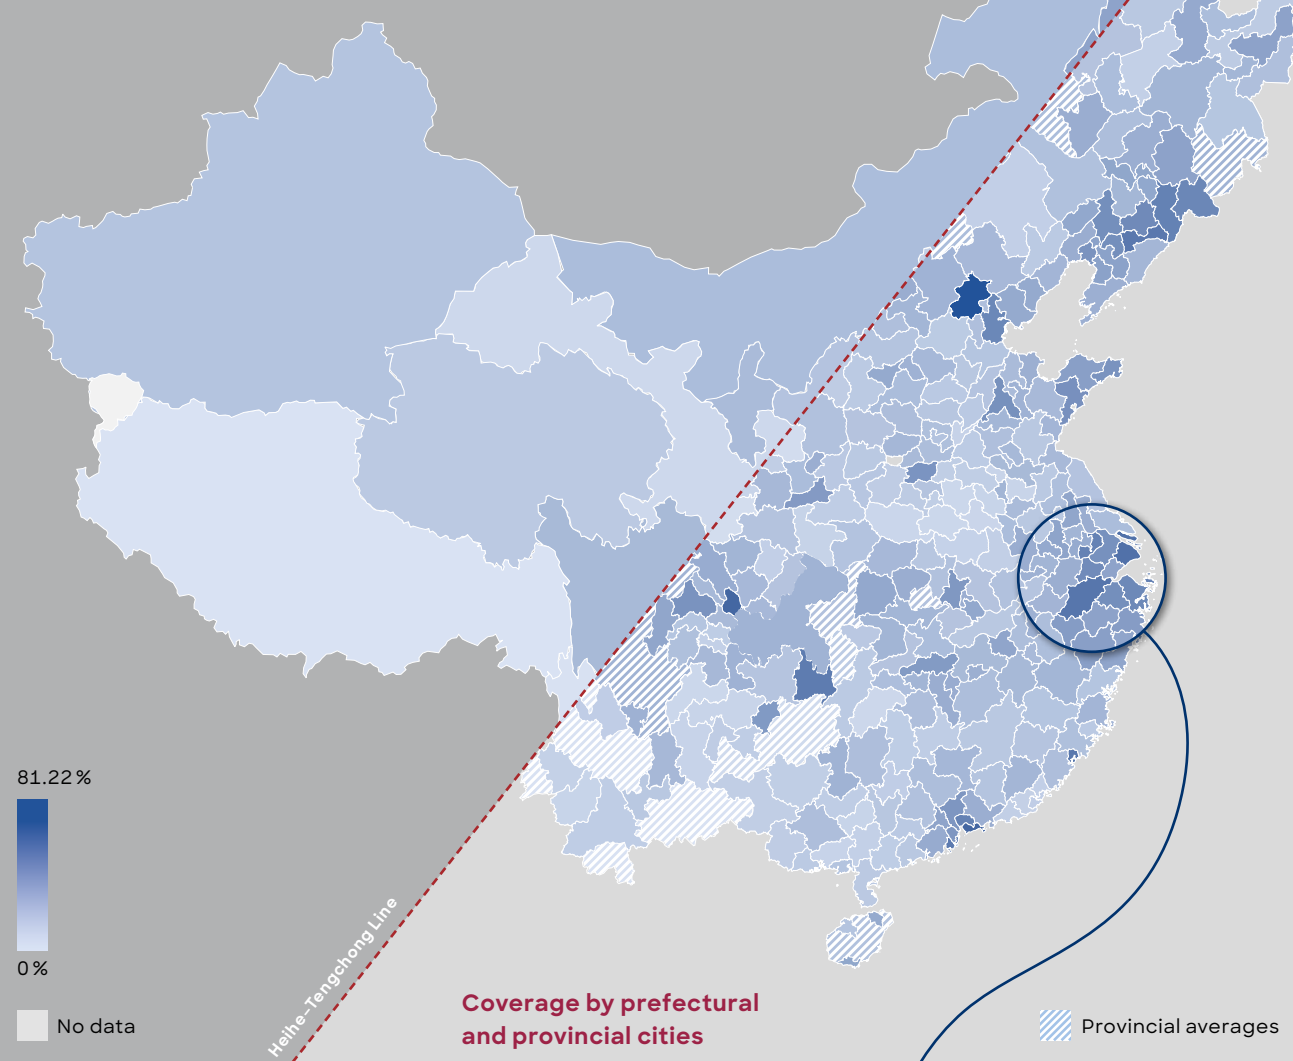 81.22 %
0 %
No data
Heihe–Tengchong Line
Coverage by prefectural
and provincial cities
Provincial averages